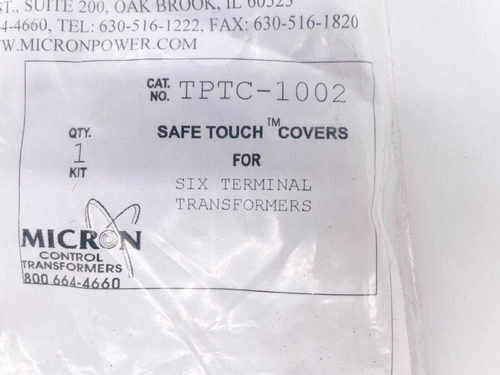 ST., SUITE 200, OAK BROOK, IL 60523
4-4660, TEL: 630-516-1222, FAX: 630-516-1820
WW.MICRONPOWER.COM
CAT. NO. TPTC-1002
QTY. 1 KIT
SAFE TOUCH™ COVERS
FOR
SIX TERMINAL
TRANSFORMERS
MICRON
CONTROL
TRANSFORMERS
800 664-4660